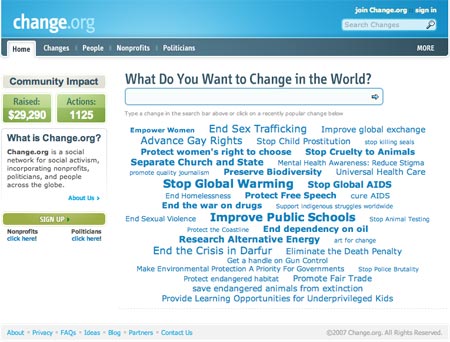 join Change.org | sign in
change.org
Search Changes
Home Changes | People | Nonprofits | Politicians MORE
Community Impact
Raised: $29,290
Actions: 1125
What is Change.org?
Change.org is a social
network for social activism,
incorporating nonprofits,
politicians, and people
across the globe.
About Us >
SIGN UP >
Nonprofits click here!
Politicians click here!
What Do You Want to Change in the World?
Type a change in the search bar above or click on a recently popular change below
Empower Women End Sex Trafficking Improve global exchange
Advance Gay Rights Stop Child Prostitution stop killing seals
Protect women's right to choose Stop Cruelty to Animals
Separate Church and State Mental Health Awareness: Reduce Stigma
promote quality journalism Preserve Biodiversity Universal Health Care
Stop Global Warming Stop Global AIDS
End Homelessness Protect Free Speech cure AIDS
End the war on drugs Support indigenous struggles worldwide
End Sexual Violence Improve Public Schools Stop Animal Testing
Protect the Coastline End dependency on oil
Research Alternative Energy art for change
End the Crisis in Darfur Eliminate the Death Penalty
Get a handle on Gun Control
Make Environmental Protection A Priority For Governments Stop Police Brutality
Protect endangered habitat Promote Fair Trade
save endangered animals from extinction
Provide Learning Opportunities for Underprivileged Kids
About • Privacy • FAQs • Ideas • Blog • Partners • Contact Us ©2007 Change.org. All Rights Reserved.